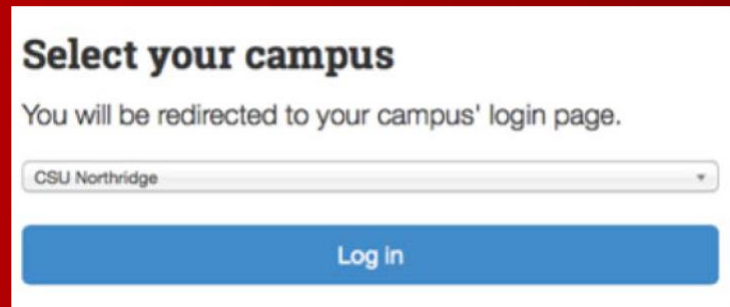 Select your campus
You will be redirected to your campus' login page.
CSU Northridge
Log in